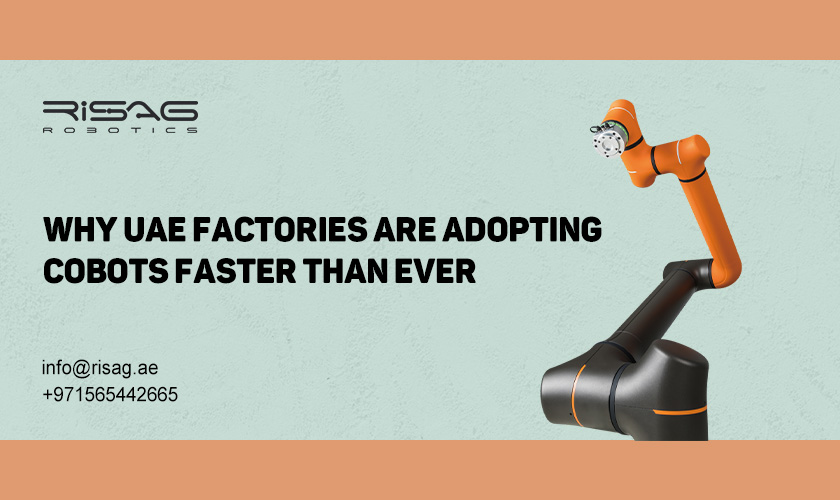 RiSAG
ROBOTICS
WHY UAE FACTORIES ARE ADOPTING
COBOTS FASTER THAN EVER
info@risag.ae
+971565442665